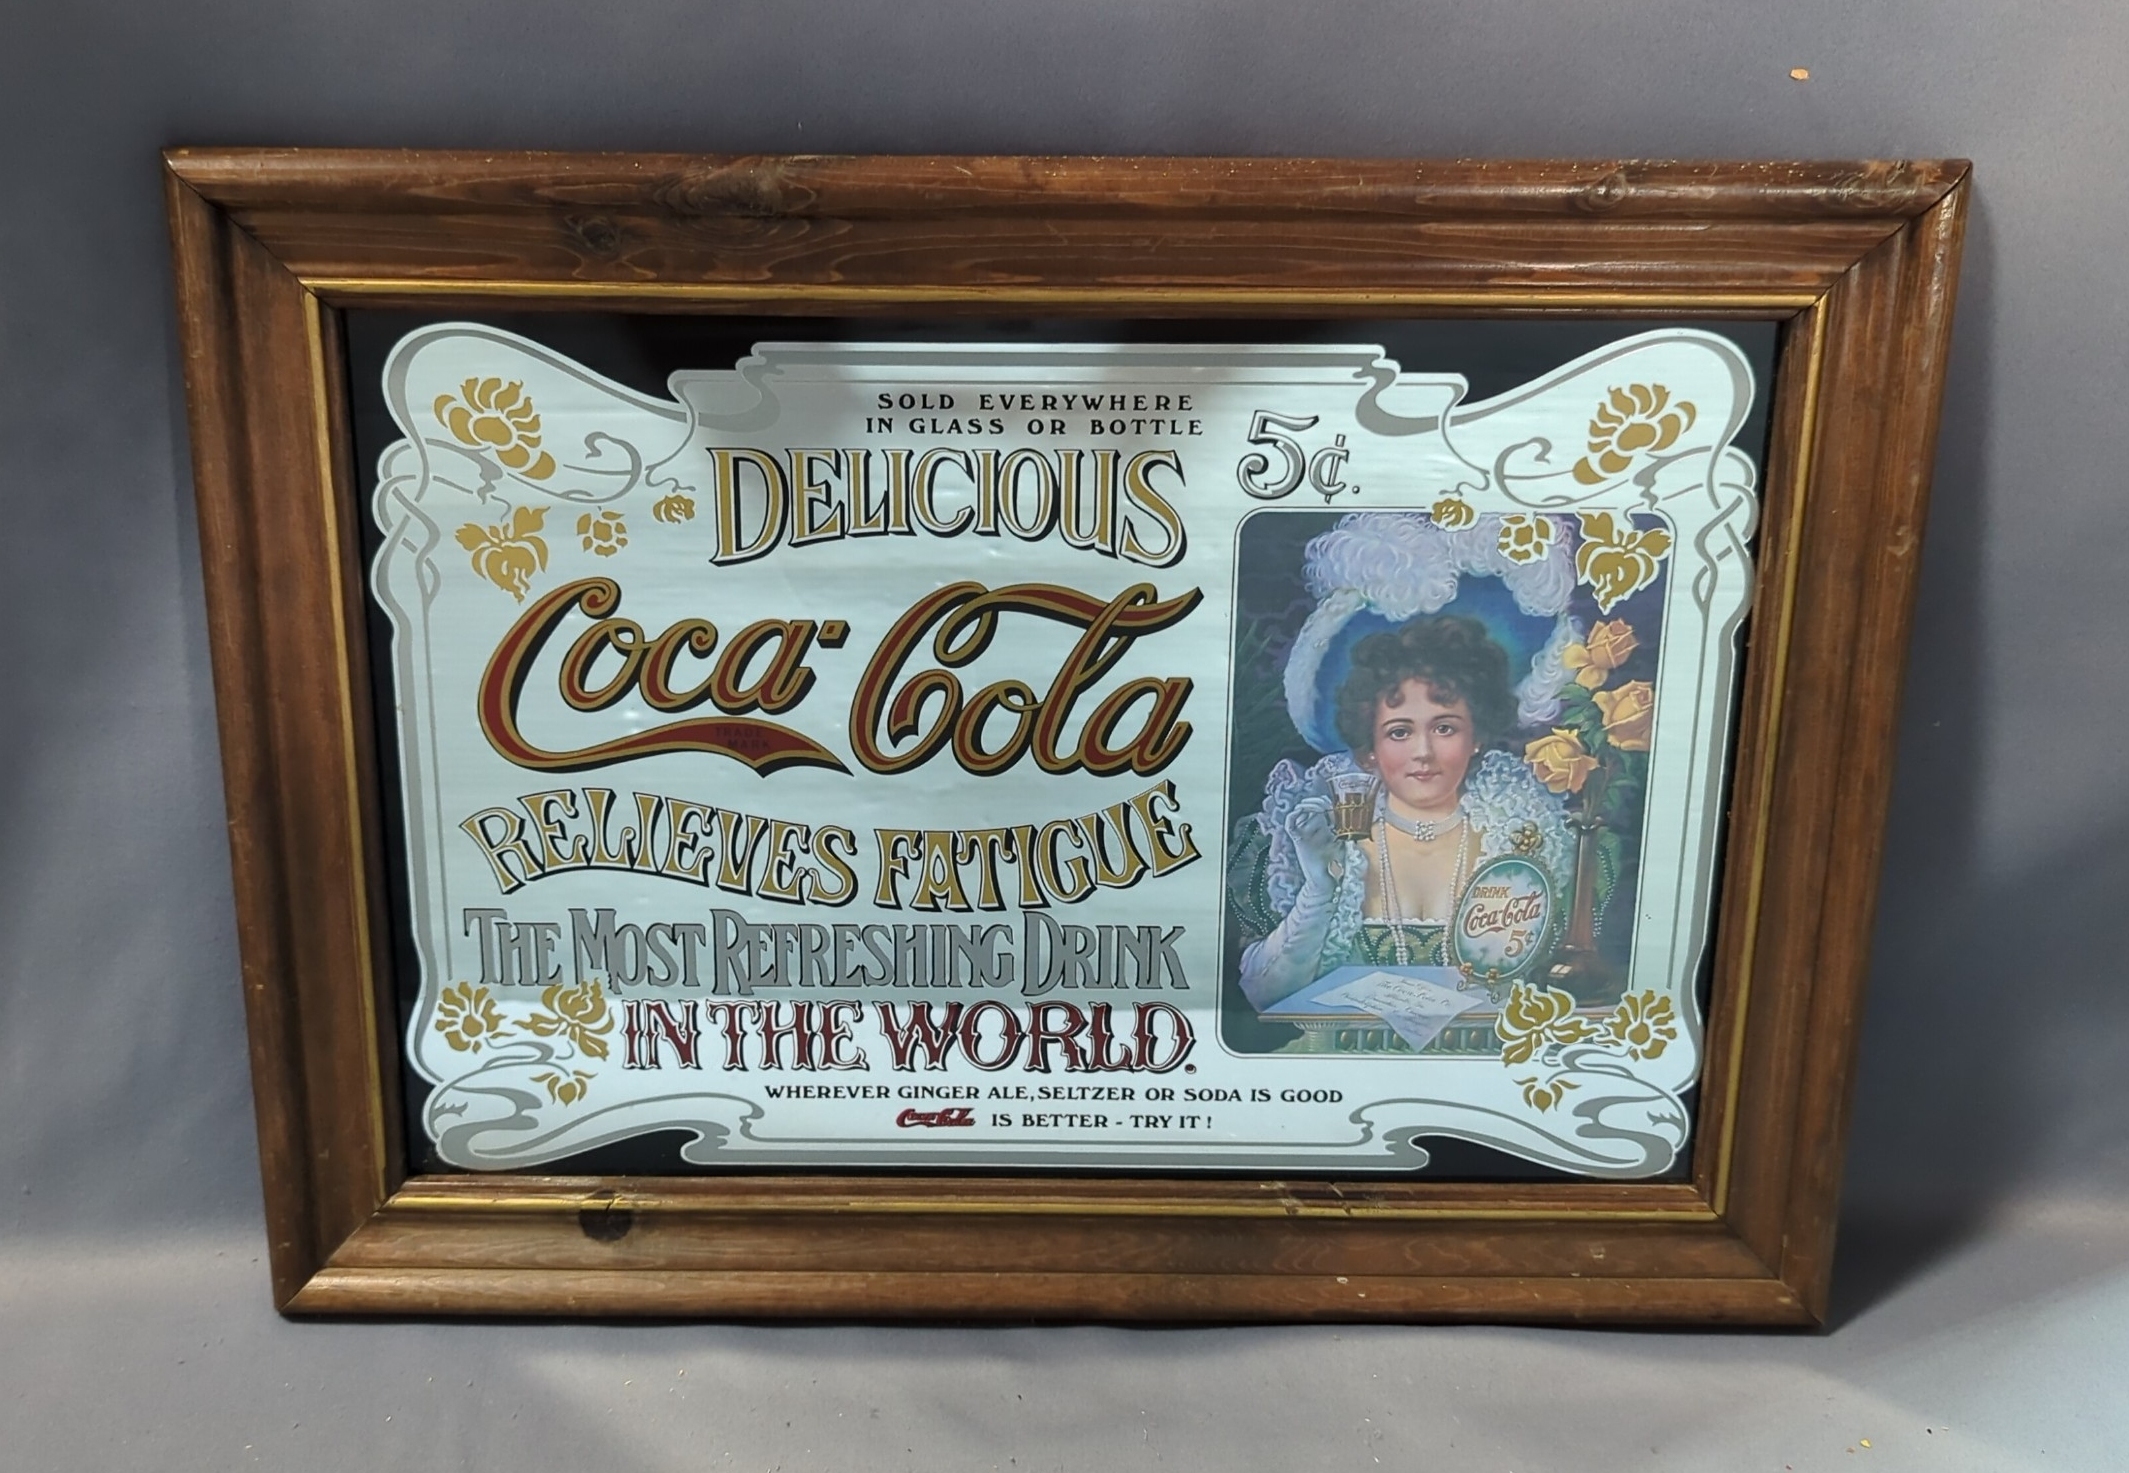 SOLD EVERYWHERE
IN GLASS OR BOTTLE
5¢.
DELICIOUS
Coca-Cola
TRADE
MARK
RELIEVES FATIGUE
THE MOST REFRESHING DRINK
IN THE WORLD.
WHEREVER GINGER ALE, SELTZER OR SODA IS GOOD
Coca-Cola IS BETTER - TRY IT!
DRINK
Coca-Cola
5¢